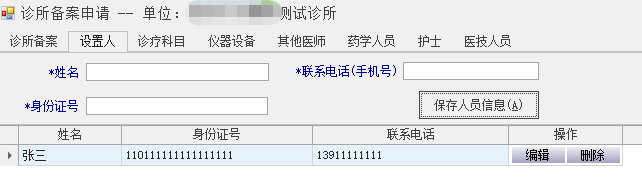 诊所备案申请 -- 单位： 测试诊所
诊所备案 设置人 诊疗科目 仪器设备 其他医师 药学人员 护士 医技人员
*姓名 *联系电话(手机号)
*身份证号 保存人员信息(A)
姓名 身份证号 联系电话 操作
张三 110111111111111111 13911111111 编辑 删除